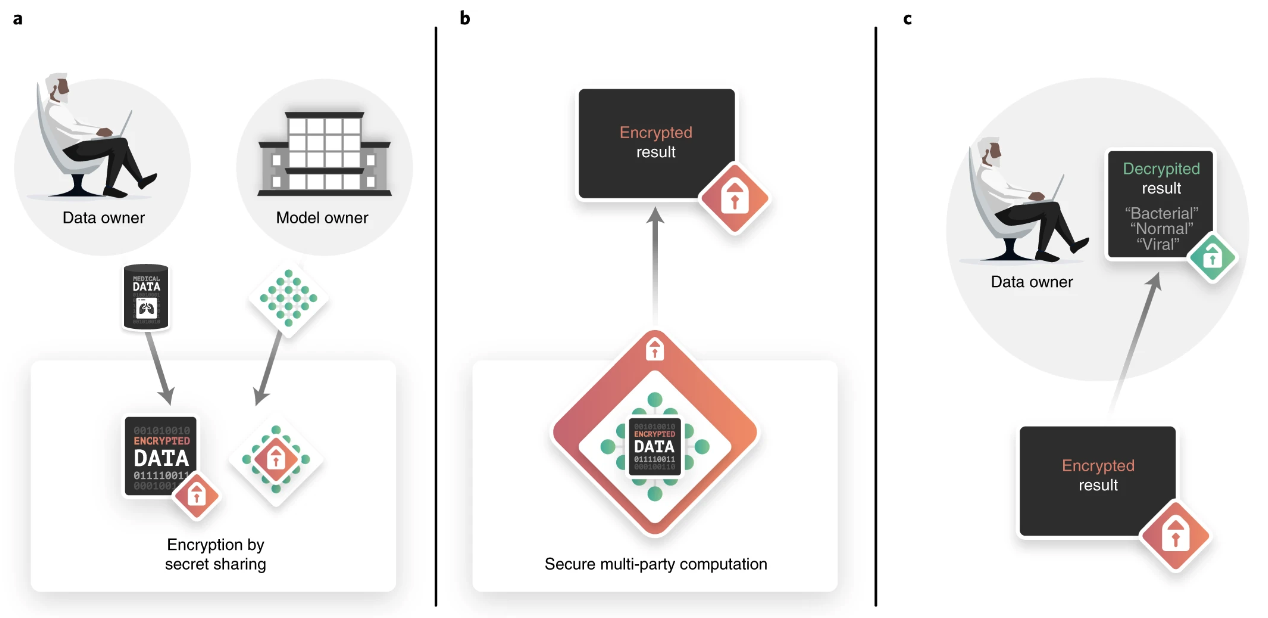 a
Data owner
Model owner
MEDICAL
DATA
001010010
ENCRYPTED
DATA
011110011
Encryption by
secret sharing
b
Encrypted
result
001010010
ENCRYPTED
DATA
011110011
000100110
Secure multi-party computation
c
Data owner
Decrypited
result
“Bacterial”
“Normal”
“Viral”
Encrypted
result